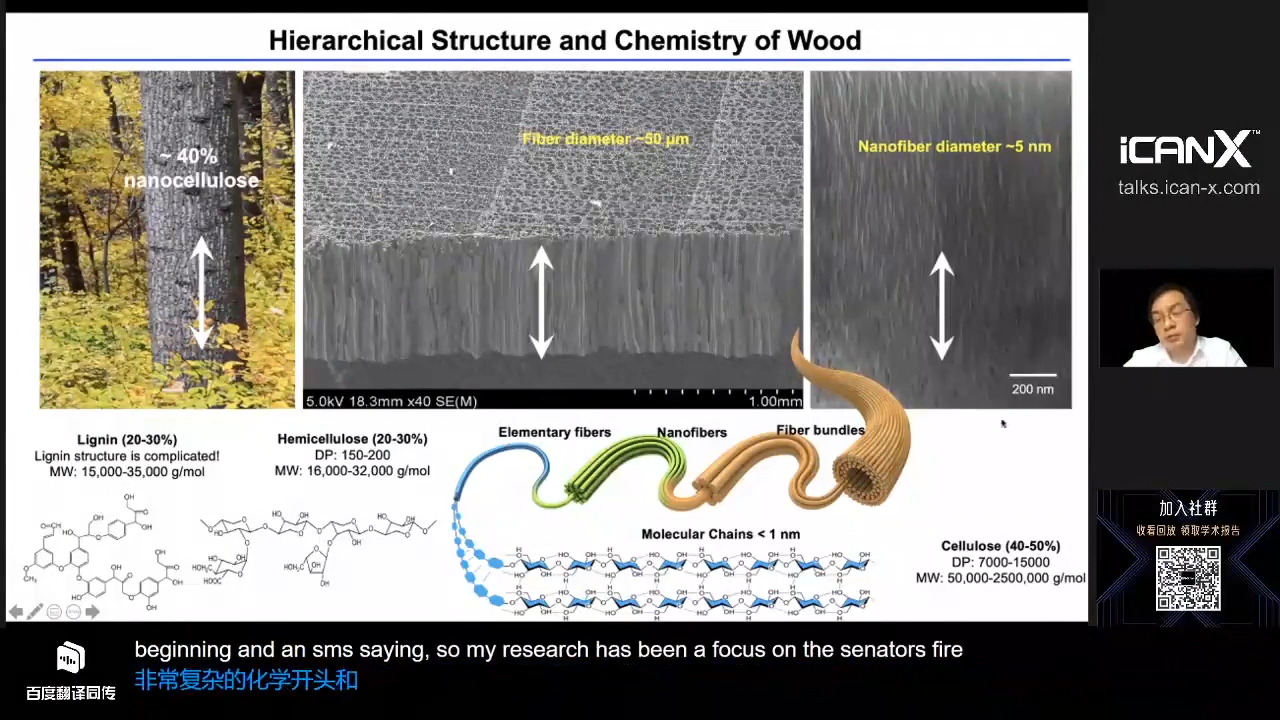 Hierarchical Structure and Chemistry of Wood
~ 40%
nanocellulose
Fiber diameter ~50 µm
5.0kV 18.3mm x40 SE(M)
1.00mm
Nanofiber diameter ~5 nm
200 nm
Lignin (20-30%)
Lignin structure is complicated!
MW: 15,000-35,000 g/mol
Hemicellulose (20-30%)
DP: 150-200
MW: 16,000-32,000 g/mol
Elementary fibers
Nanofibers
Fiber bundles
Molecular Chains < 1 nm
Cellulose (40-50%)
DP: 7000-15000
MW: 50,000-2500,000 g/mol
iCANX™
talks.ican-x.com
加入社群
收看回放 领取学术报告
百度翻译同传
beginning and an sms saying, so my research has been a focus on the senators fire
非常复杂的化学开头和